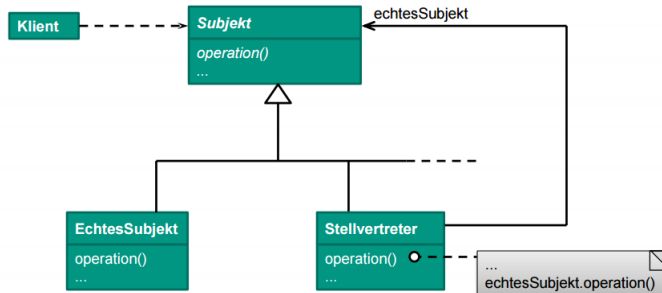 Klient
Subjekt
operation()
...
echtesSubjekt
EchtesSubjekt
operation()
...
Stellvertreter
operation()
...
...
echtesSubjekt.operation()